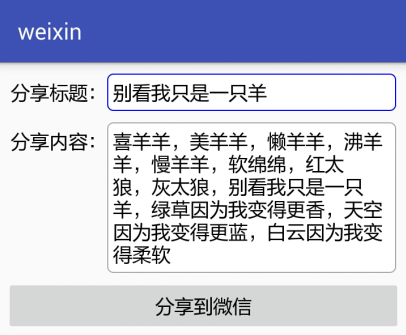 weixin
分享标题： 别看我只是一只羊
分享内容： 喜羊羊，美羊羊，懒羊羊，沸羊
羊，慢羊羊，软绵绵，红太
狼，灰太狼，别看我只是一只
羊，绿草因为我变得更香，天空
因为我变得更蓝，白云因为我变
得柔软
分享到微信